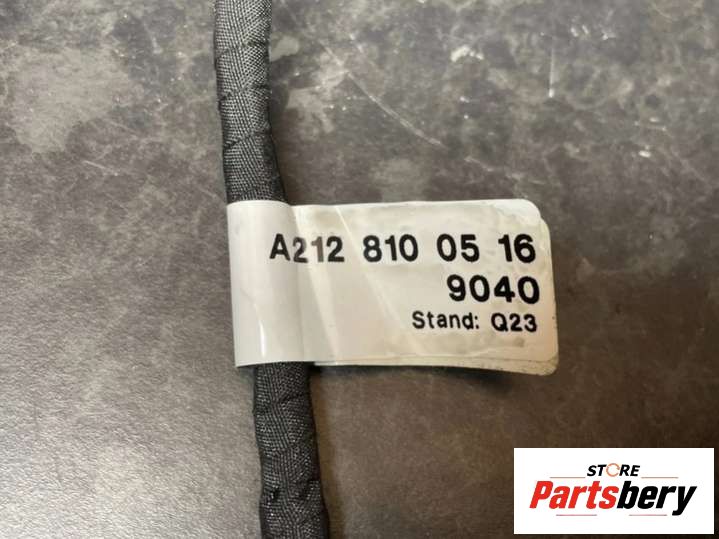 A212 810 05 16
9040
Stand: Q23
STORE
Partsbery